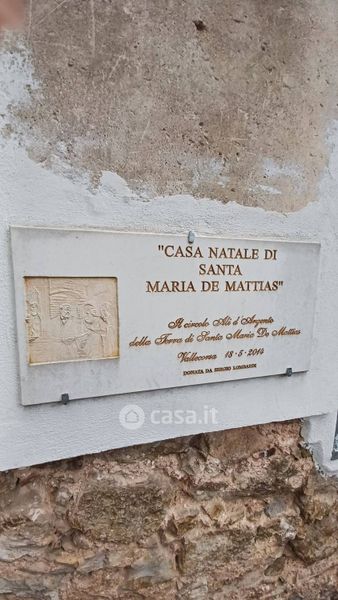 "CASA NATALE DI
SANTA
MARIA DE MATTIAS"
Il circolo Ali d'Argento
della Terra di Santa Maria De Mattias
Vallecorsa 18-5-2014
DONATA DA SERGIO LOMBARDI
casa.it